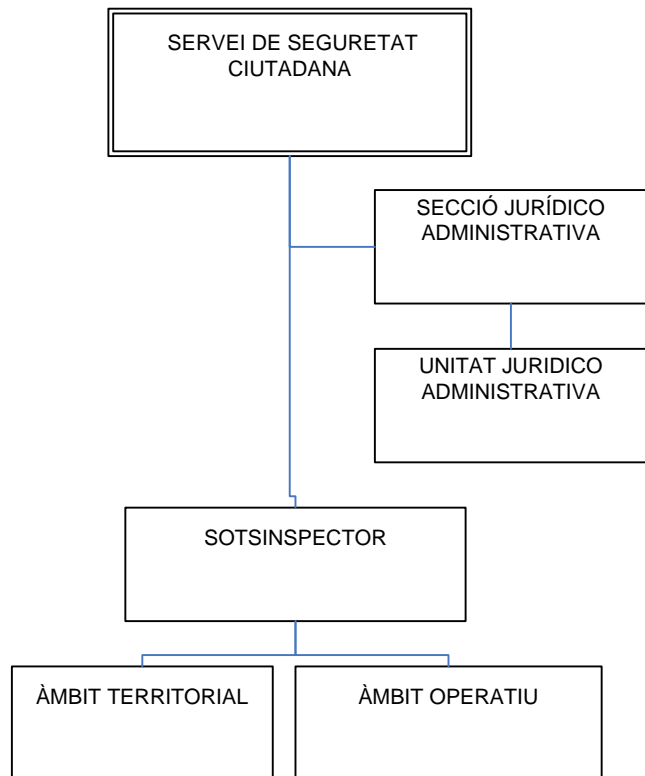 SERVEI DE SEGURETAT
CIUTADANA
SECCIÓ JURÍDICO
ADMINISTRATIVA
UNITAT JURIDICO
ADMINISTRATIVA
SOTSINSPECTOR
ÀMBIT TERRITORIAL
ÀMBIT OPERATIU